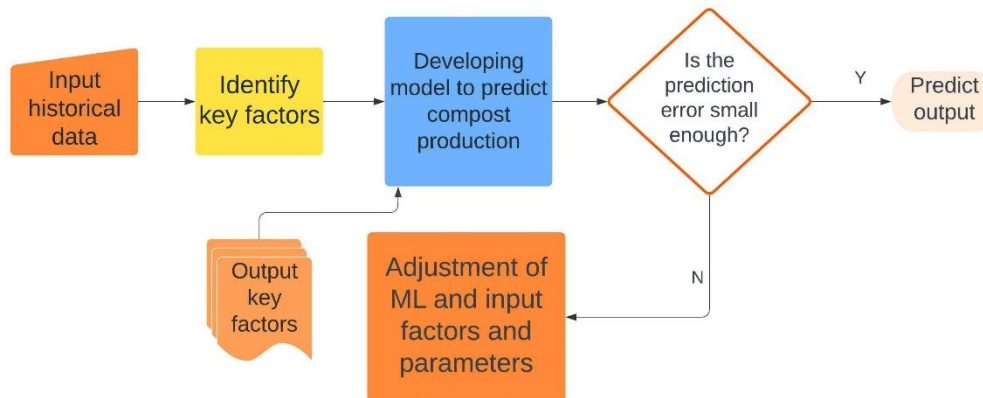 Input
historical
data
Identify
key factors
Developing
model to predict
compost
production
Is the
prediction
error small
enough?
Y
Predict
output
N
Output
key
factors
Adjustment of
ML and input
factors and
parameters